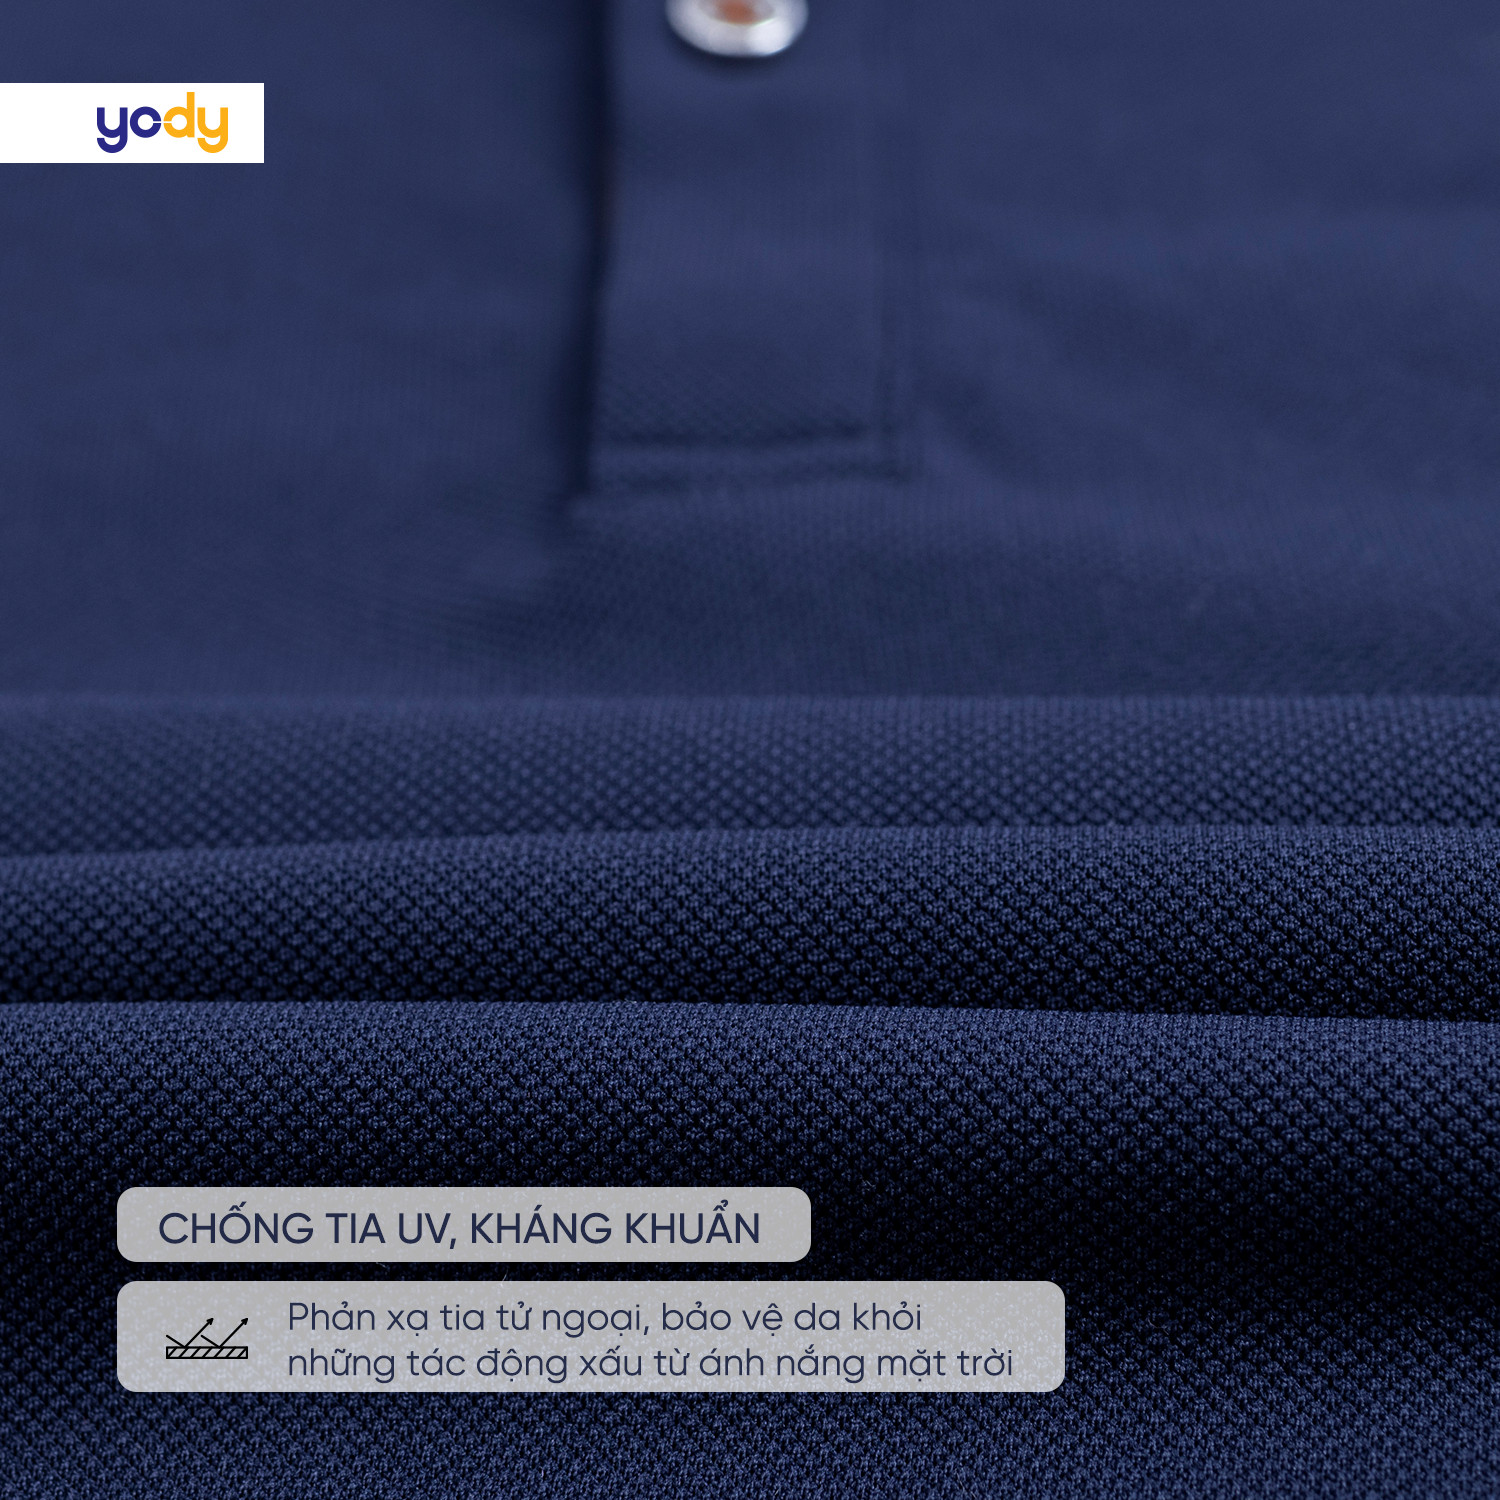 yody
CHỐNG TIA UV, KHÁNG KHUẨN
Phản xạ tia tử ngoại, bảo vệ da khỏi
những tác động xấu từ ánh nắng mặt trời